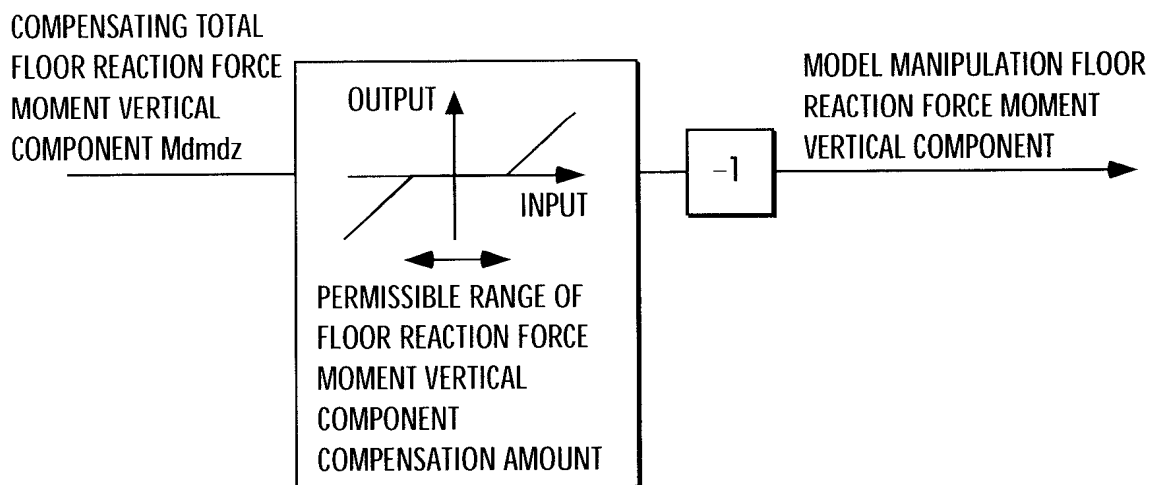 COMPENSATING TOTAL
FLOOR REACTION FORCE
MOMENT VERTICAL
COMPONENT Mdmdz
OUTPUT
INPUT
PERMISSIBLE RANGE OF
FLOOR REACTION FORCE
MOMENT VERTICAL
COMPONENT
COMPENSATION AMOUNT
−1
MODEL MANIPULATION FLOOR
REACTION FORCE MOMENT
VERTICAL COMPONENT